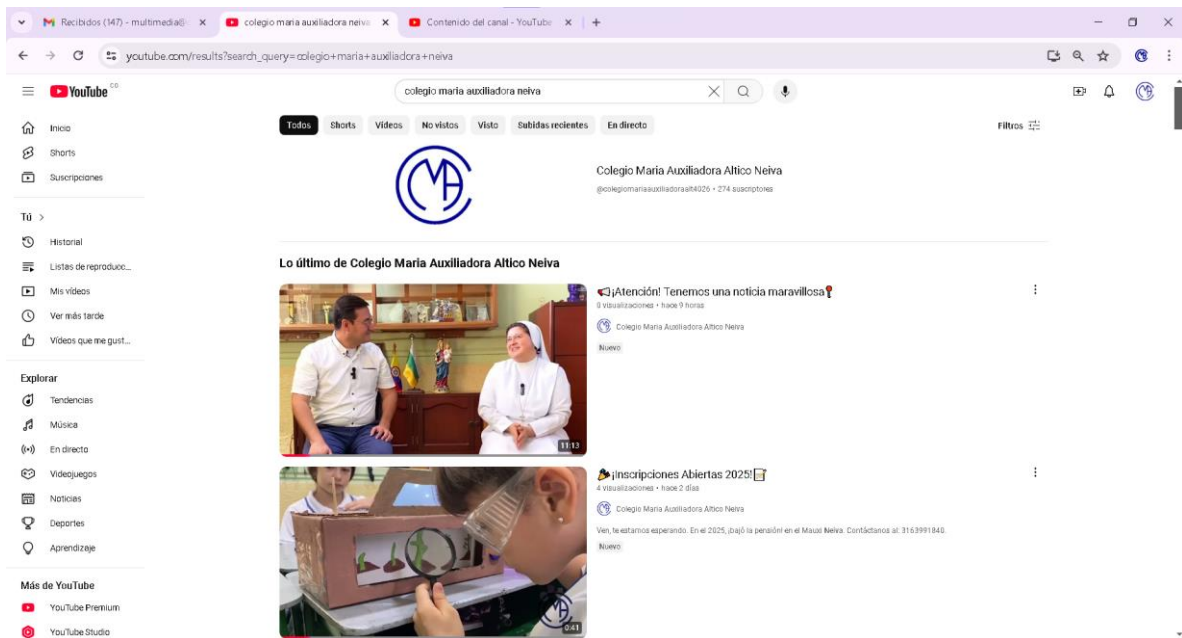 Recibidos (147) - multimedia@
colegio maria auxiliadora neiva
Contenido del canal - YouTube
youtube.com/results?search_query=colegio+maria+auxiliadora+neiva
YouTube CO
colegio maria auxiliadora neiva
Inicio
Shorts
Suscripciones
Tú >
Historial
Listas de reproducc...
Mis vídeos
Ver más tarde
Vídeos que me gust...
Explorar
Tendencias
Música
En directo
Videojuegos
Noticias
Deportes
Aprendizaje
Más de YouTube
YouTube Premium
YouTube Studio
Todos Shorts Vídeos No vistos Visto Subidas recientes En directo Filtros
CMA
Colegio Maria Auxiliadora Altico Neiva
@colegiomariaauxiliadoraalt4026 • 274 suscriptores
Lo último de Colegio Maria Auxiliadora Altico Neiva
11:13
¡Atención! Tenemos una noticia maravillosa
0 visualizaciones • hace 9 horas
Colegio Maria Auxiliadora Altico Neiva
Nuevo
0:41
¡Inscripciones Abiertas 2025!
4 visualizaciones • hace 2 días
Colegio Maria Auxiliadora Altico Neiva
Ven, te estamos esperando. En el 2025, ¡bajó la pensión! en el Mauxi Neiva. Contáctanos al: 3163991840.
Nuevo